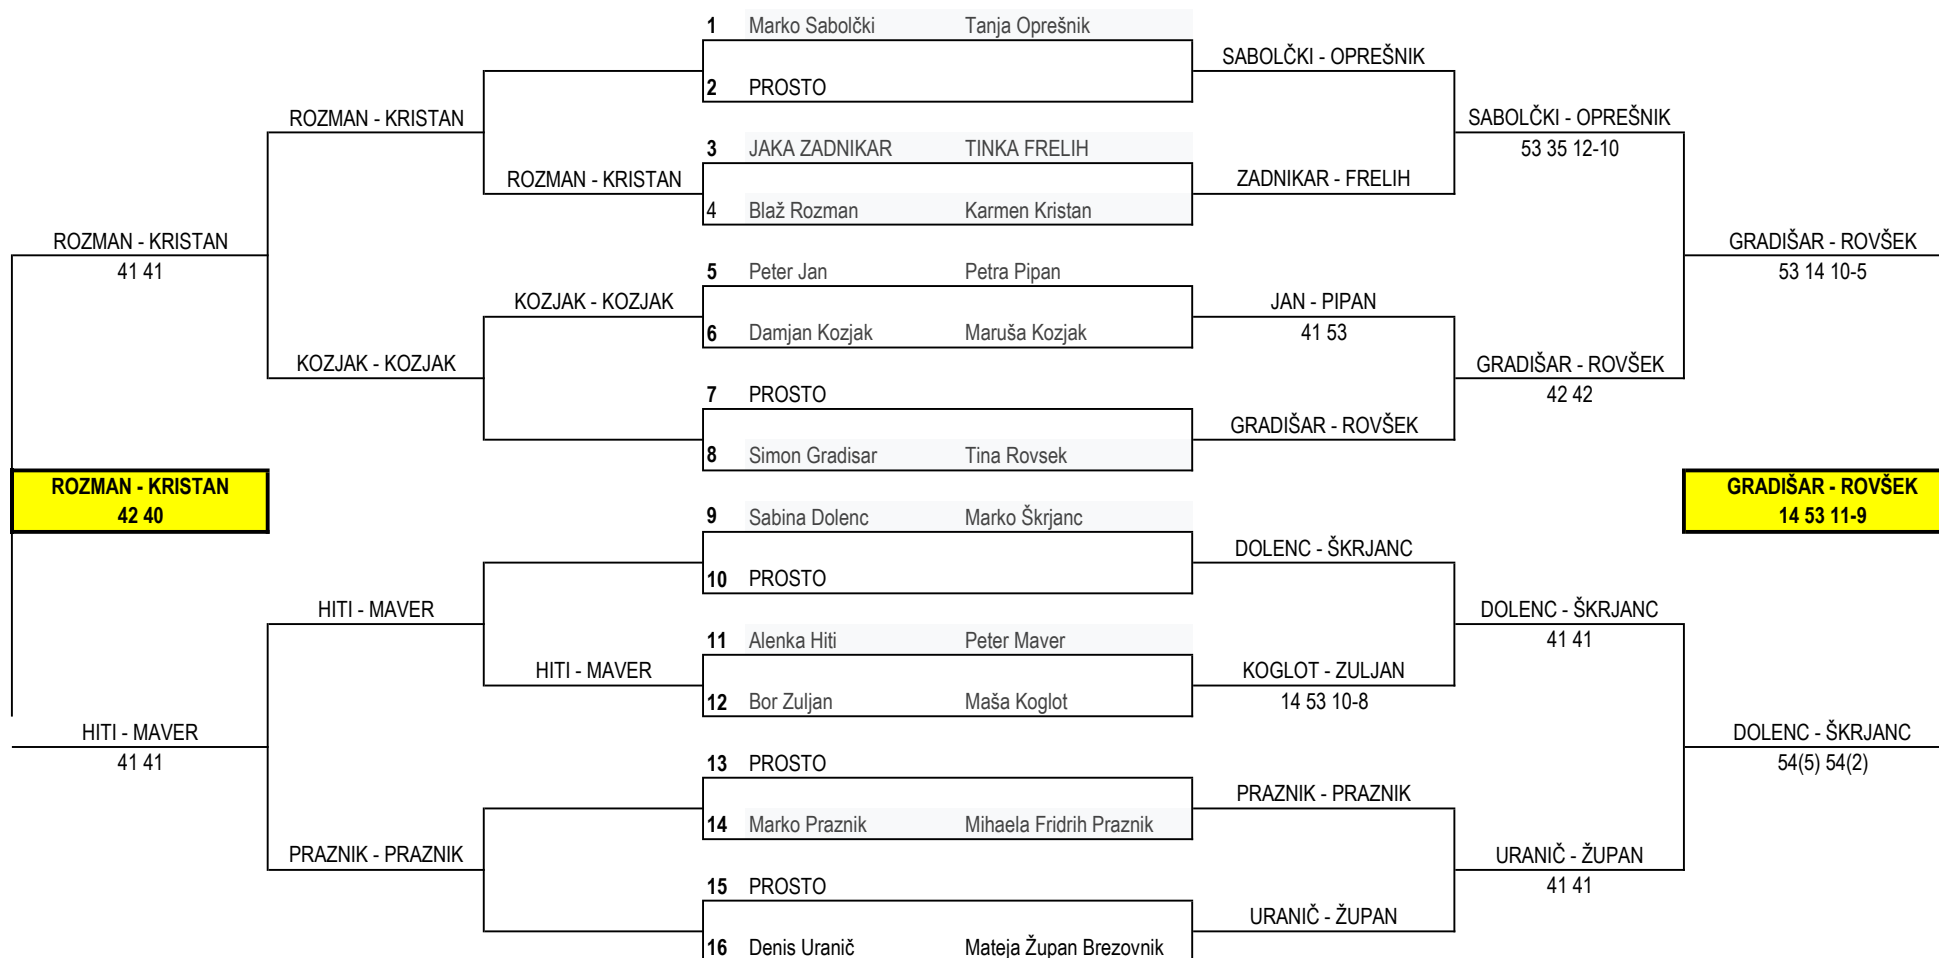 1 Marko Sabolčki Tanja Oprešnik
SABOLČKI - OPREŠNIK
2 PROSTO
ROZMAN - KRISTAN SABOLČKI - OPREŠNIK
3 JAKA ZADNIKAR TINKA FRELIH 53 35 12-10
ROZMAN - KRISTAN ZADNIKAR - FRELIH
4 Blaž Rozman Karmen Kristan
ROZMAN - KRISTAN GRADIŠAR - ROVŠEK
41 41 5 Peter Jan Petra Pipan 53 14 10-5
KOZJAK - KOZJAK JAN - PIPAN
6 Damjan Kozjak Maruša Kozjak 41 53
KOZJAK - KOZJAK GRADIŠAR - ROVŠEK
7 PROSTO 42 42
GRADIŠAR - ROVŠEK
8 Simon Gradisar Tina Rovsek
ROZMAN - KRISTAN GRADIŠAR - ROVŠEK
42 40 9 Sabina Dolenc Marko Škrjanc 14 53 11-9
DOLENC - ŠKRJANC
10 PROSTO
HITI - MAVER DOLENC - ŠKRJANC
11 Alenka Hiti Peter Maver 41 41
HITI - MAVER KOGLOT - ZULJAN
12 Bor Zuljan Maša Koglot 14 53 10-8
HITI - MAVER DOLENC - ŠKRJANC
41 41 13 PROSTO 54(5) 54(2)
PRAZNIK - PRAZNIK
14 Marko Praznik Mihaela Fridrih Praznik
PRAZNIK - PRAZNIK URANIČ - ŽUPAN
15 PROSTO 41 41
URANIČ - ŽUPAN
16 Denis Uranič Mateja Župan Brezovnik